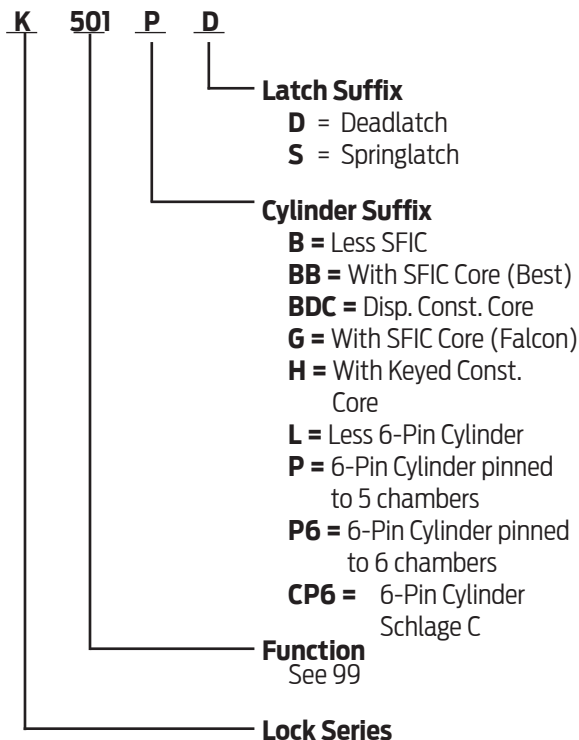 K 501 P D
Latch Suffix
D = Deadlatch
S = Springlatch
Cylinder Suffix
B = Less SFIC
BB = With SFIC Core (Best)
BDC = Disp. Const. Core
G = With SFIC Core (Falcon)
H = With Keyed Const.
Core
L = Less 6-Pin Cylinder
P = 6-Pin Cylinder pinned
to 5 chambers
P6 = 6-Pin Cylinder pinned
to 6 chambers
CP6 = 6-Pin Cylinder
Schlage C
Function
See 99
Lock Series